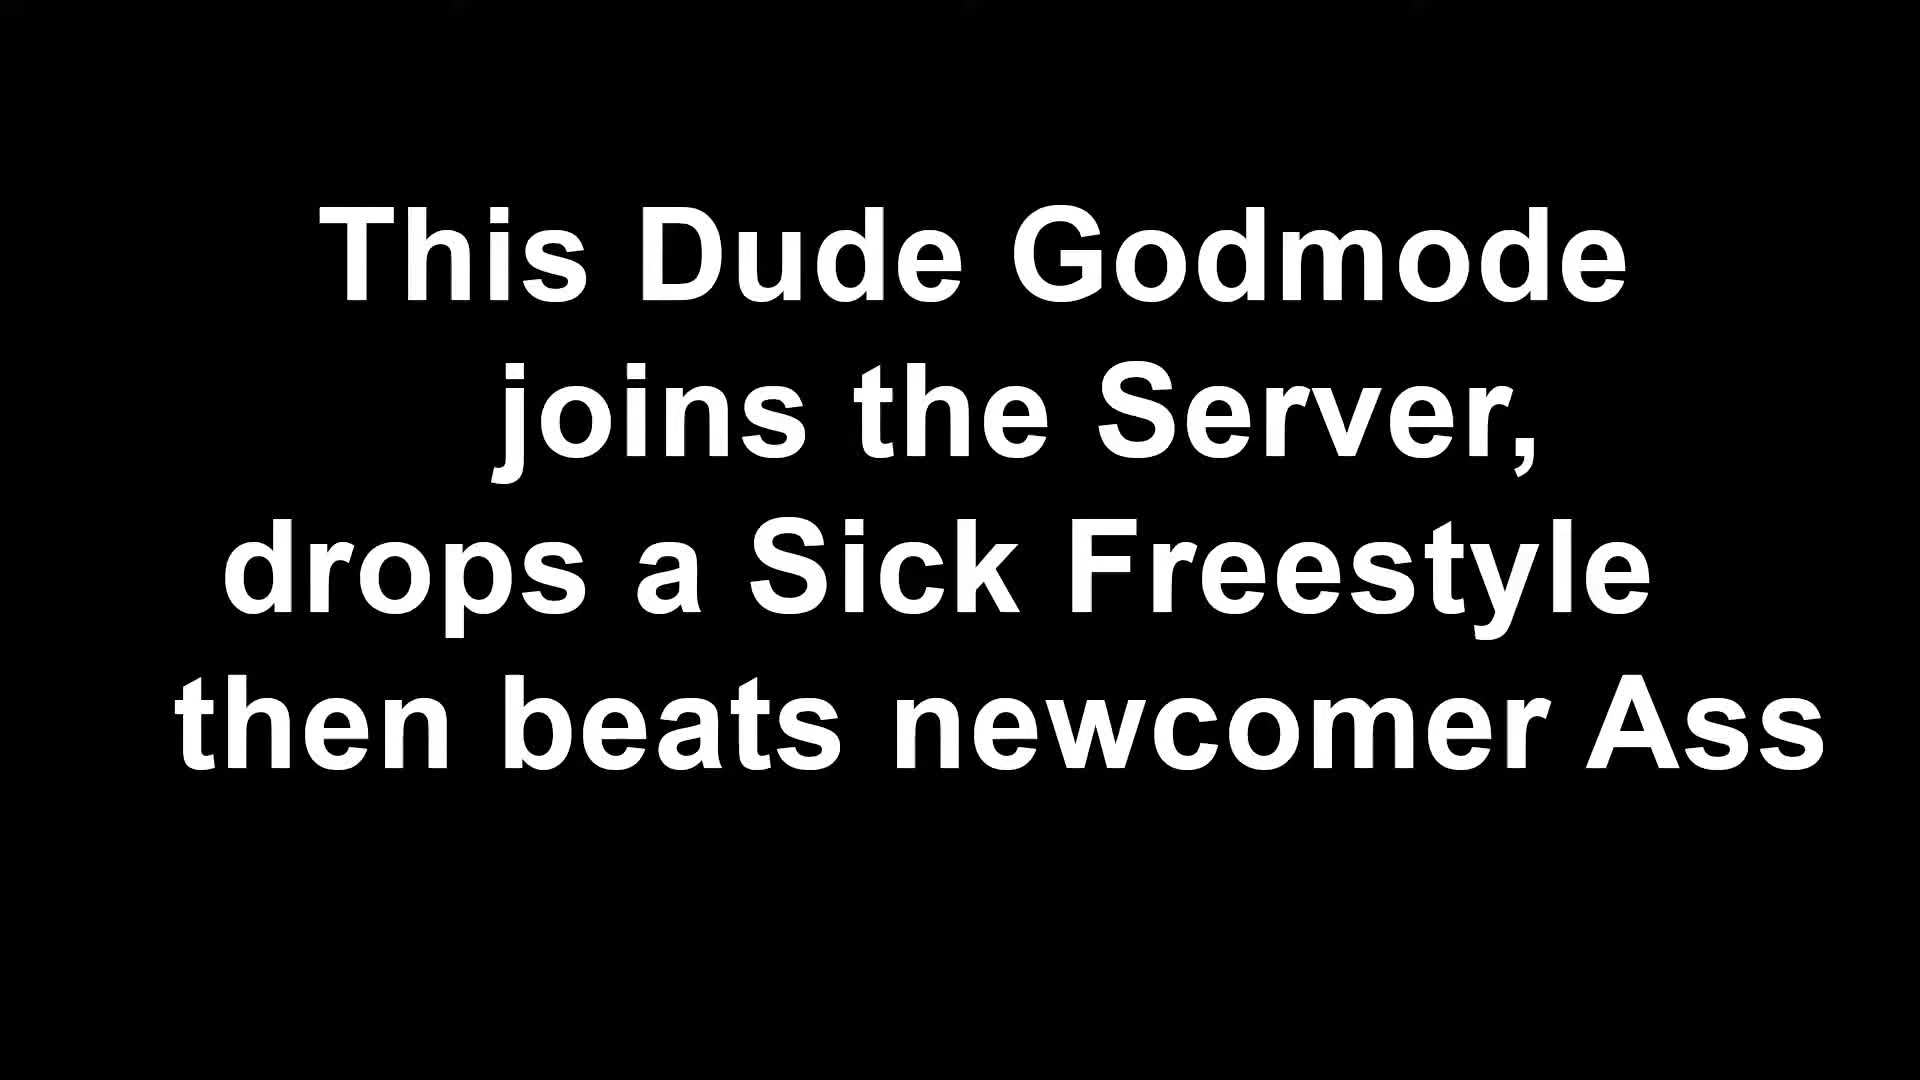 This Dude Godmode
joins the Server,
drops a Sick Freestyle
then beats newcomer Ass